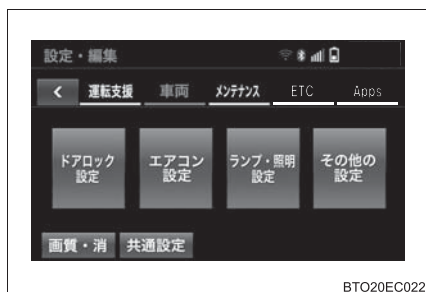 設定・編集
運転支援 車両 メンテナンス ETC Apps
ドアロック
設定
エアコン
設定
ランプ・照明
設定
その他の
設定
画質・消 共通設定
BTO20EC022